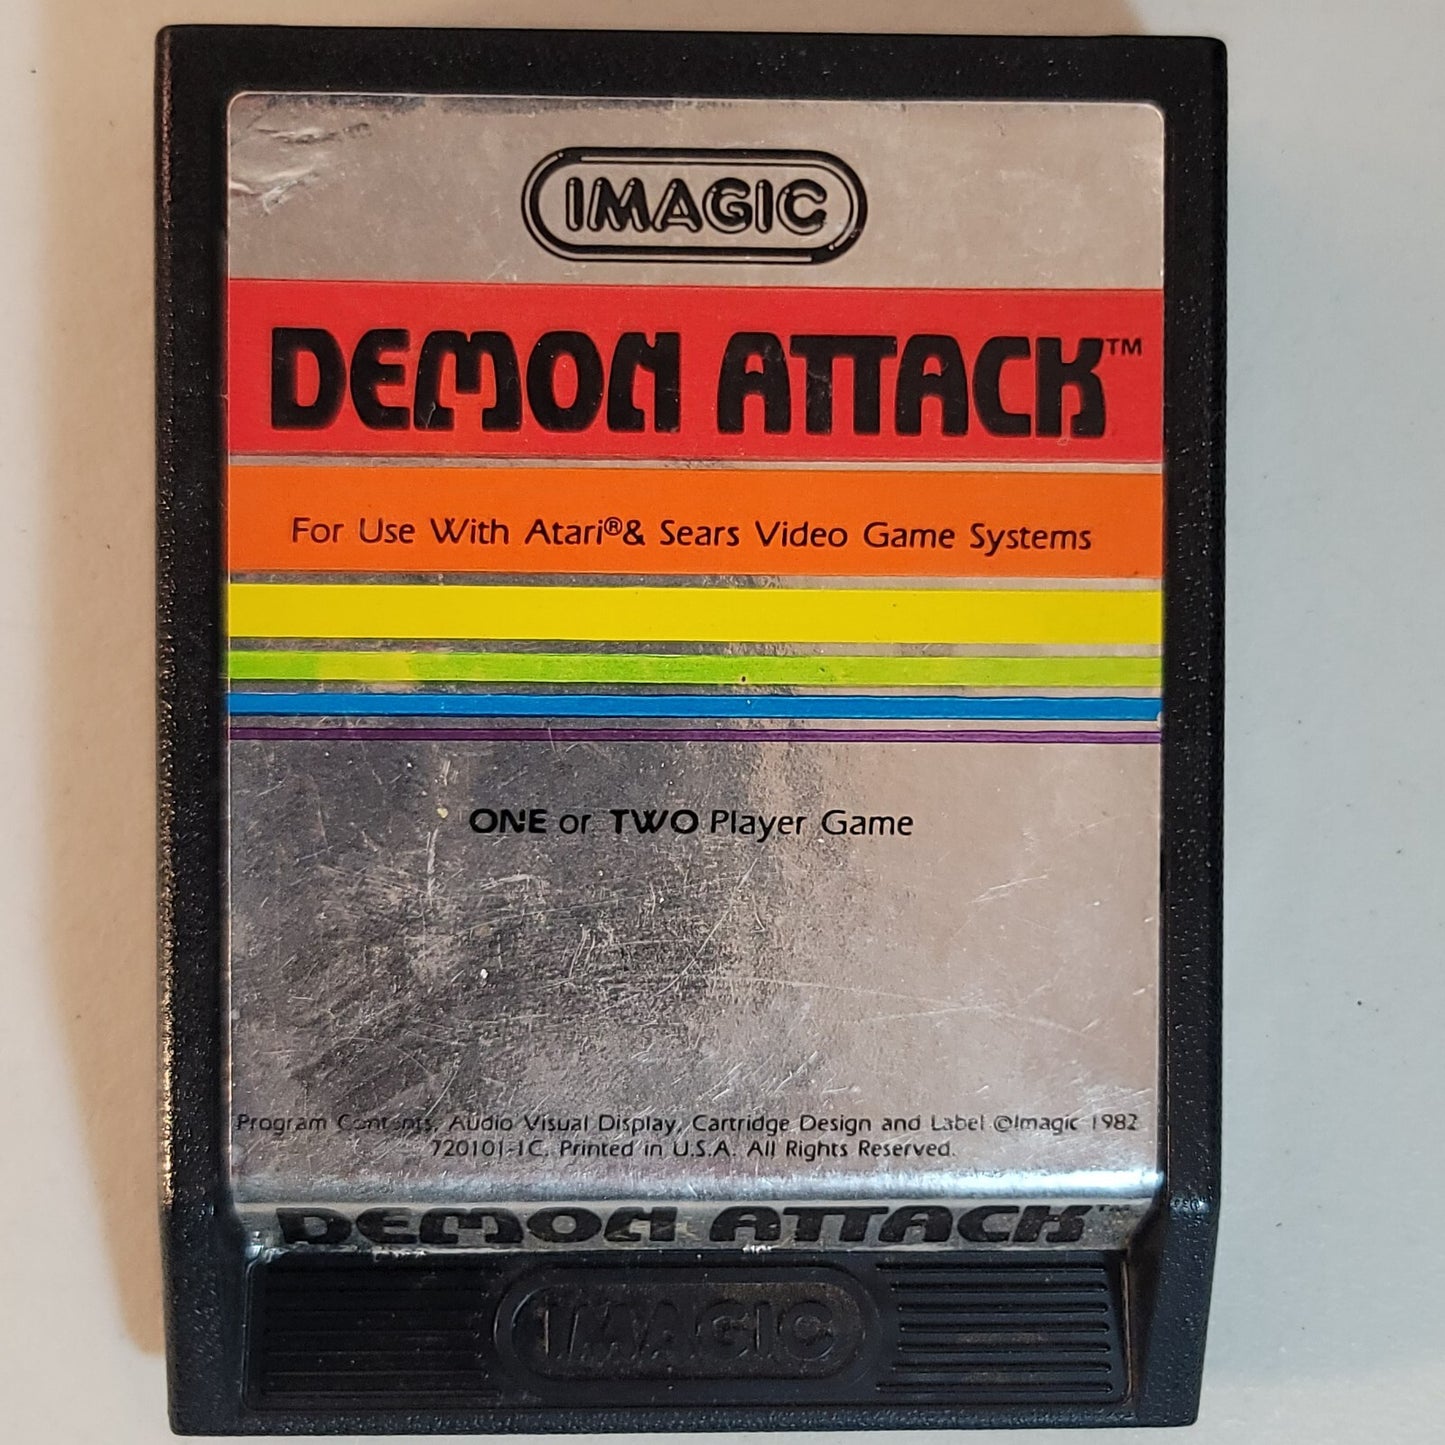 IMAGIC
DEMON ATTACK™
For Use With Atari®& Sears Video Game Systems
ONE or TWO Player Game
Program Contents, Audio Visual Display, Cartridge Design and Label ©Imagic 1982
720101-1C, Printed in U.S.A. All Rights Reserved.
DEMON ATTACK™
IMAGIC